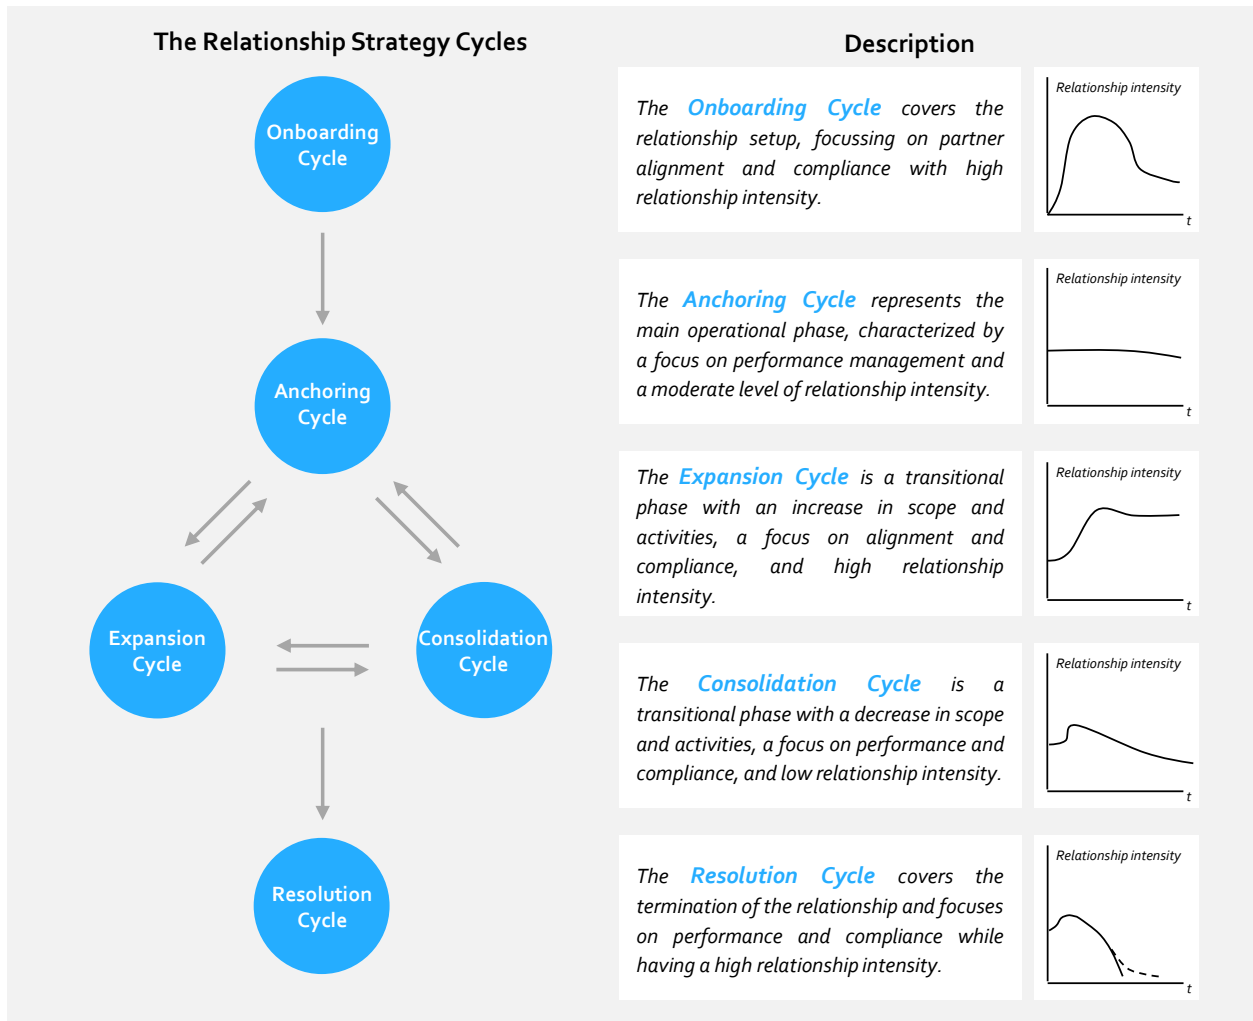 The Relationship Strategy Cycles
Onboarding
Cycle
Anchoring
Cycle
Expansion
Cycle
Consolidation
Cycle
Resolution
Cycle
Description
The Onboarding Cycle covers the
relationship setup, focussing on partner
alignment and compliance with high
relationship intensity.
Relationship intensity
t
The Anchoring Cycle represents the
main operational phase, characterized by
a focus on performance management and
a moderate level of relationship intensity.
Relationship intensity
t
The Expansion Cycle is a transitional
phase with an increase in scope and
activities, a focus on alignment and
compliance, and high relationship
intensity.
Relationship intensity
t
The Consolidation Cycle is a
transitional phase with a decrease in scope
and activities, a focus on performance and
compliance, and low relationship intensity.
Relationship intensity
t
The Resolution Cycle covers the
termination of the relationship and focuses
on performance and compliance while
having a high relationship intensity.
Relationship intensity
t